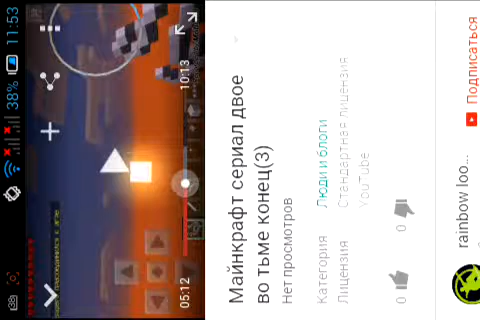 38% 11:53
05:12
10:13
Майнкрафт сериал двое
во тьме конец(3)
Нет просмотров
Категория Люди и блоги
Лицензия Стандартная лицензия
YouTube
0 0
rainbow loo... Подписаться